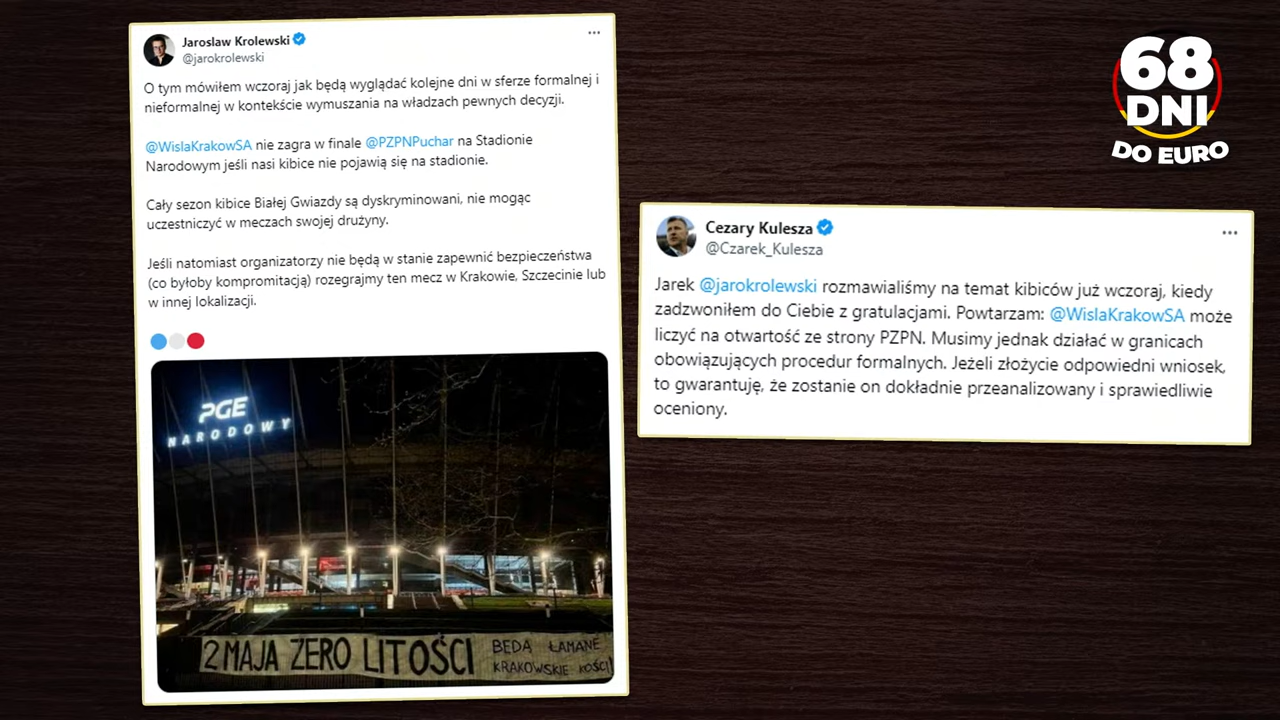 Jaroslaw Krolewski
@jarokrolewski
O tym mówiłem wczoraj jak będą wyglądać kolejne dni w sferze formalnej i
nieformalnej w kontekście wymuszania na władzach pewnych decyzji.
@WislaKrakowSA nie zagra w finale @PZPNPuchar na Stadionie
Narodowym jeśli nasi kibice nie pojawią się na stadionie.
Cały sezon kibice Białej Gwiazdy są dyskryminowani, nie mogąc
uczestniczyć w meczach swojej drużyny.
Jeśli natomiast organizatorzy nie będą w stanie zapewnić bezpieczeństwa
(co byłoby kompromitacją) rozegrajmy ten mecz w Krakowie, Szczecinie lub
w innej lokalizacji.
PGE
NARODOWY
2 MAJA ZERO LITOŚCI
BĘDĄ ŁAMANE
KRAKOWSKIE KOŚCI
68
DNI
DO EURO
Cezary Kulesza
@Czarek_Kulesza
Jarek @jarokrolewski rozmawialiśmy na temat kibiców już wczoraj, kiedy
zadzwoniłem do Ciebie z gratulacjami. Powtarzam: @WislaKrakowSA może
liczyć na otwartość ze strony PZPN. Musimy jednak działać w granicach
obowiązujących procedur formalnych. Jeżeli złożycie odpowiedni wniosek,
to gwarantuję, że zostanie on dokładnie przeanalizowany i sprawiedliwie
oceniony.